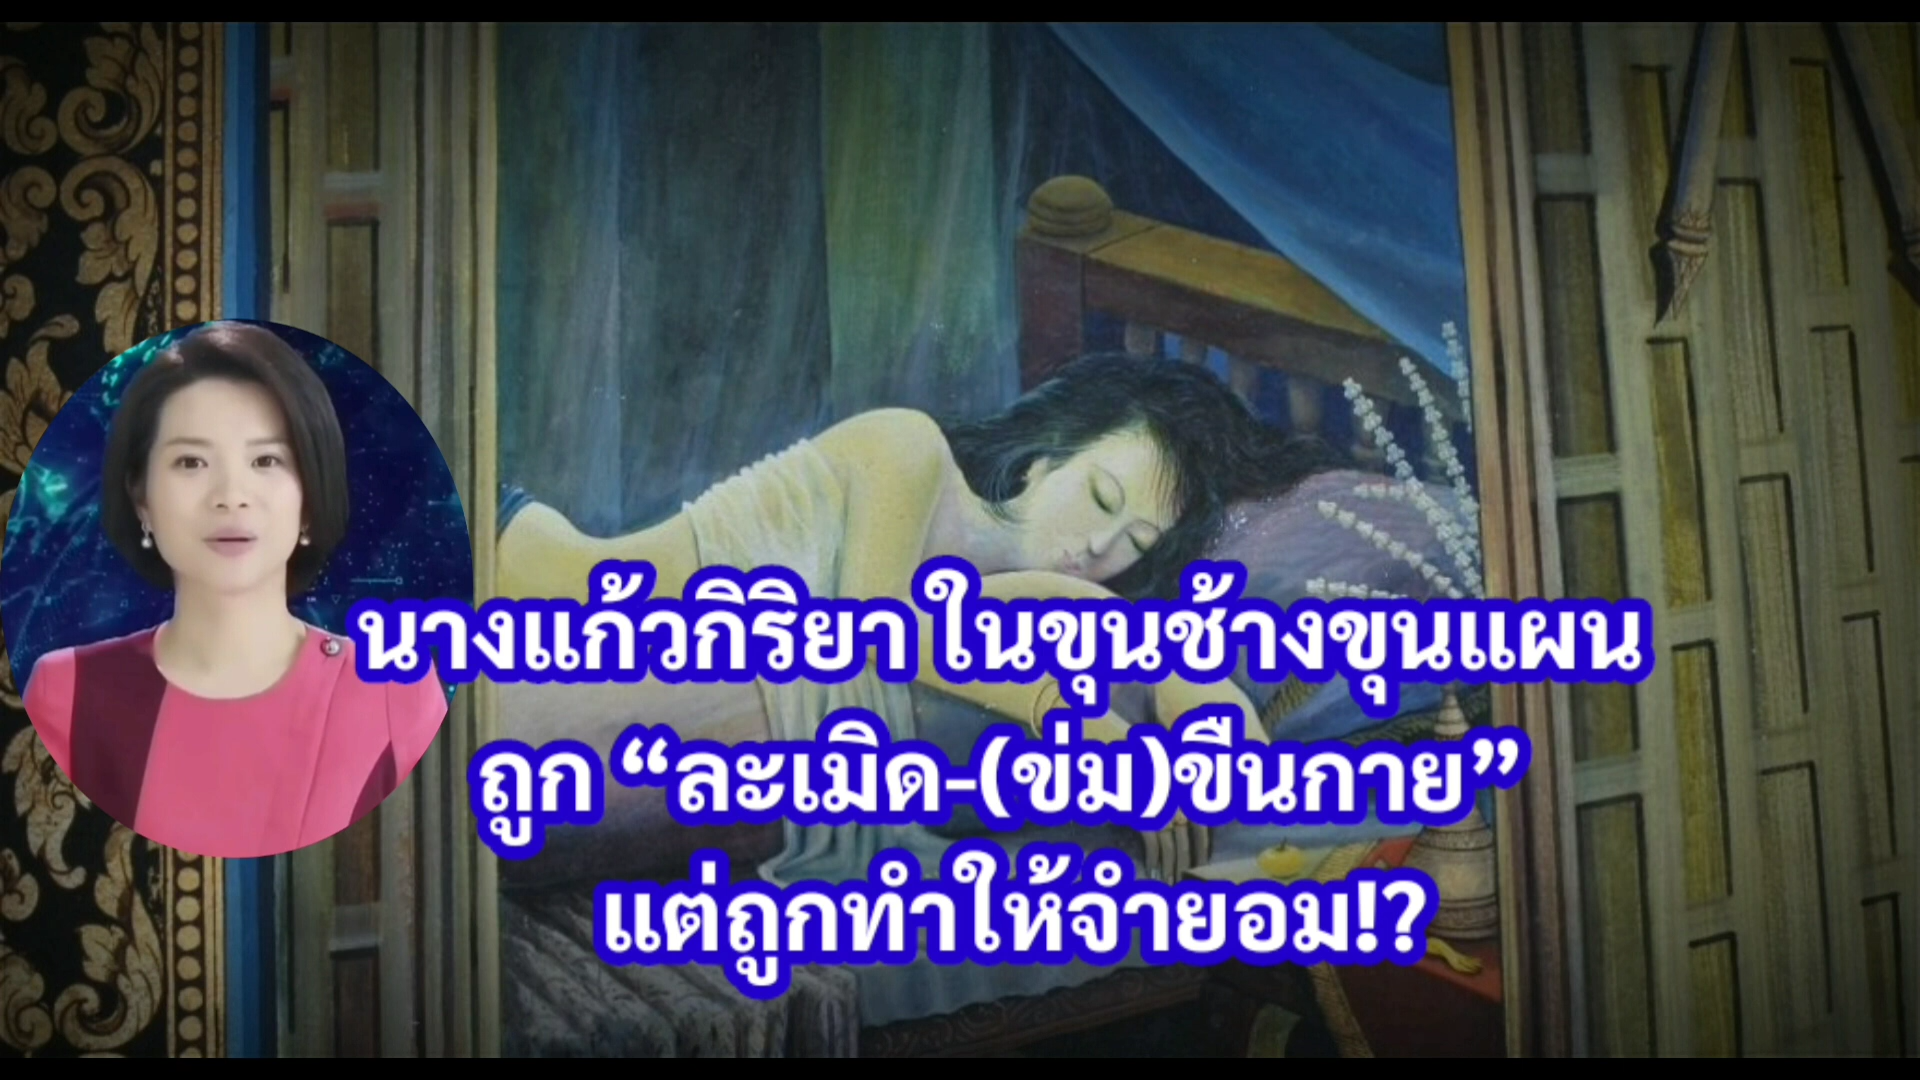 นางแก้วกิริยา ในขุนช้างขุนแผน
ถูก “ละเมิด-(ข่ม)ขืนกาย”
แต่ถูกทำให้จำยอม!?